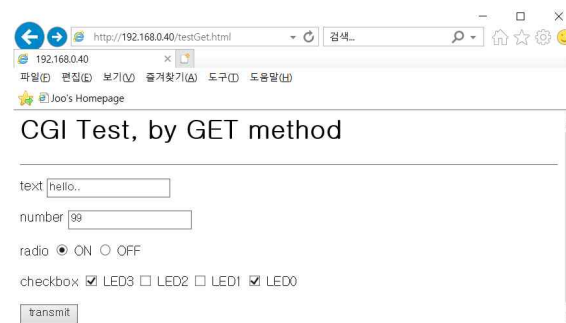 http://192.168.0.40/testGet.html 검색...
192.168.0.40
파일(F) 편집(E) 보기(V) 즐겨찾기(A) 도구(T) 도움말(H)
Joo's Homepage
CGI Test, by GET method
text hello..
number 99
radio ON OFF
checkbox LED3 LED2 LED1 LED0
transmit